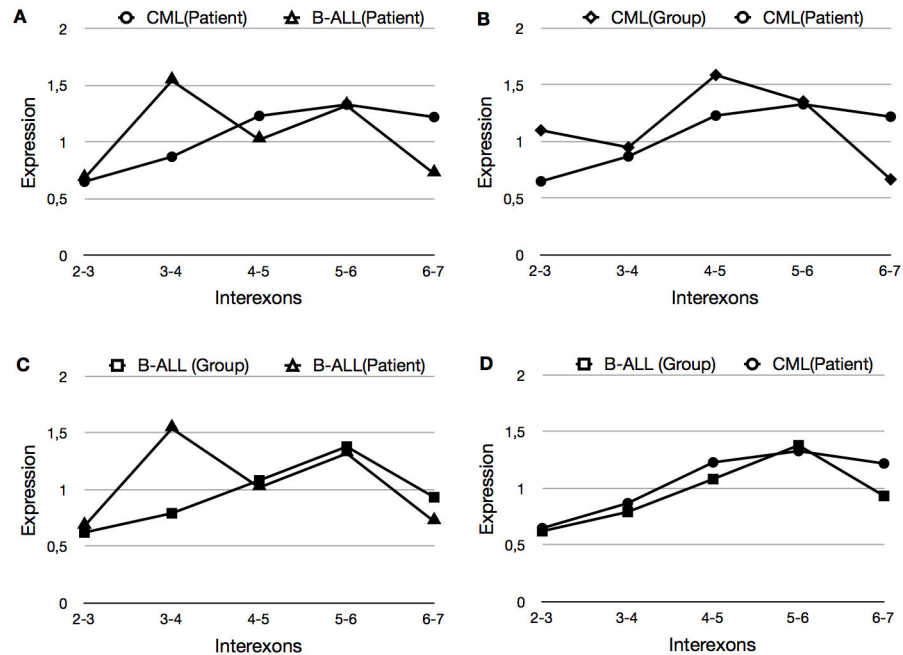 A
CML(Patient) B-ALL(Patient)
2
1,5
1
0,5
0
Expression
2-3 3-4 4-5 5-6 6-7
Interexons
B
CML(Group) CML(Patient)
2
1,5
1
0,5
0
Expression
2-3 3-4 4-5 5-6 6-7
Interexons
C
B-ALL (Group) B-ALL(Patient)
2
1,5
1
0,5
0
Expression
2-3 3-4 4-5 5-6 6-7
Interexons
D
B-ALL (Group) CML(Patient)
2
1,5
1
0,5
0
Expression
2-3 3-4 4-5 5-6 6-7
Interexons